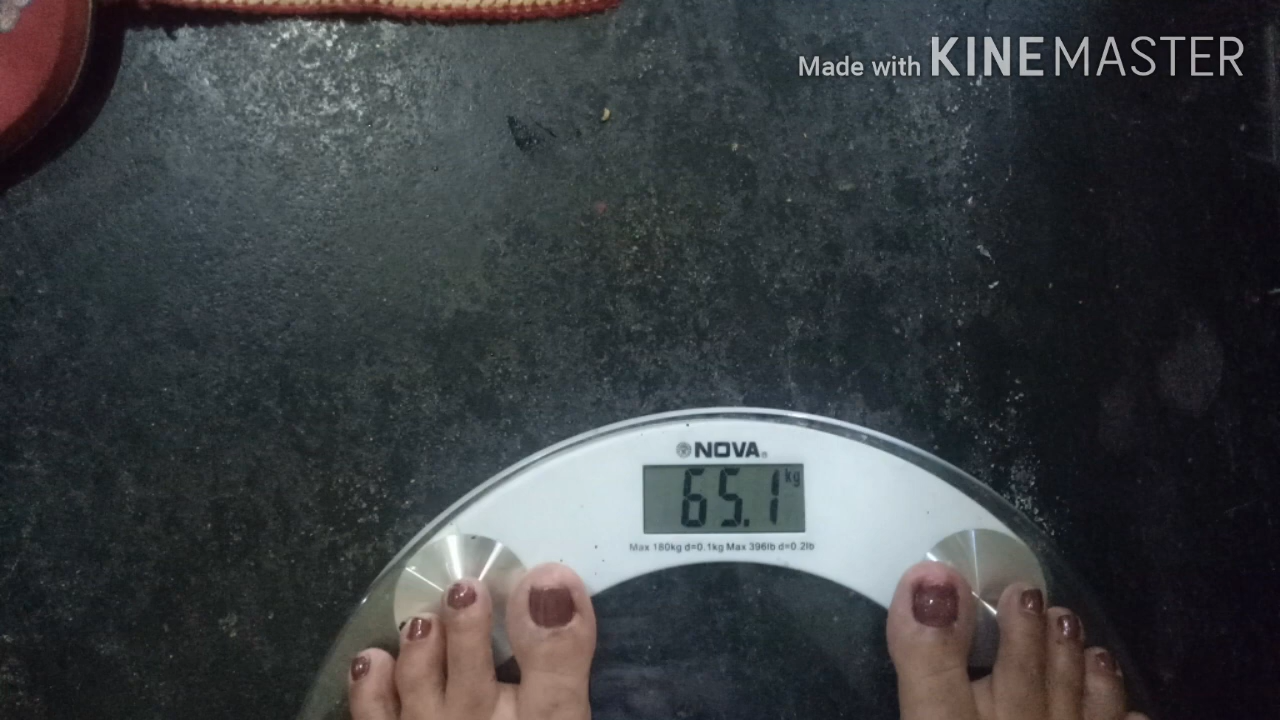 Made with KINEMASTER
NOVA®
65.1 kg
Max 180kg d=0.1kg Max 396lb d=0.2lb